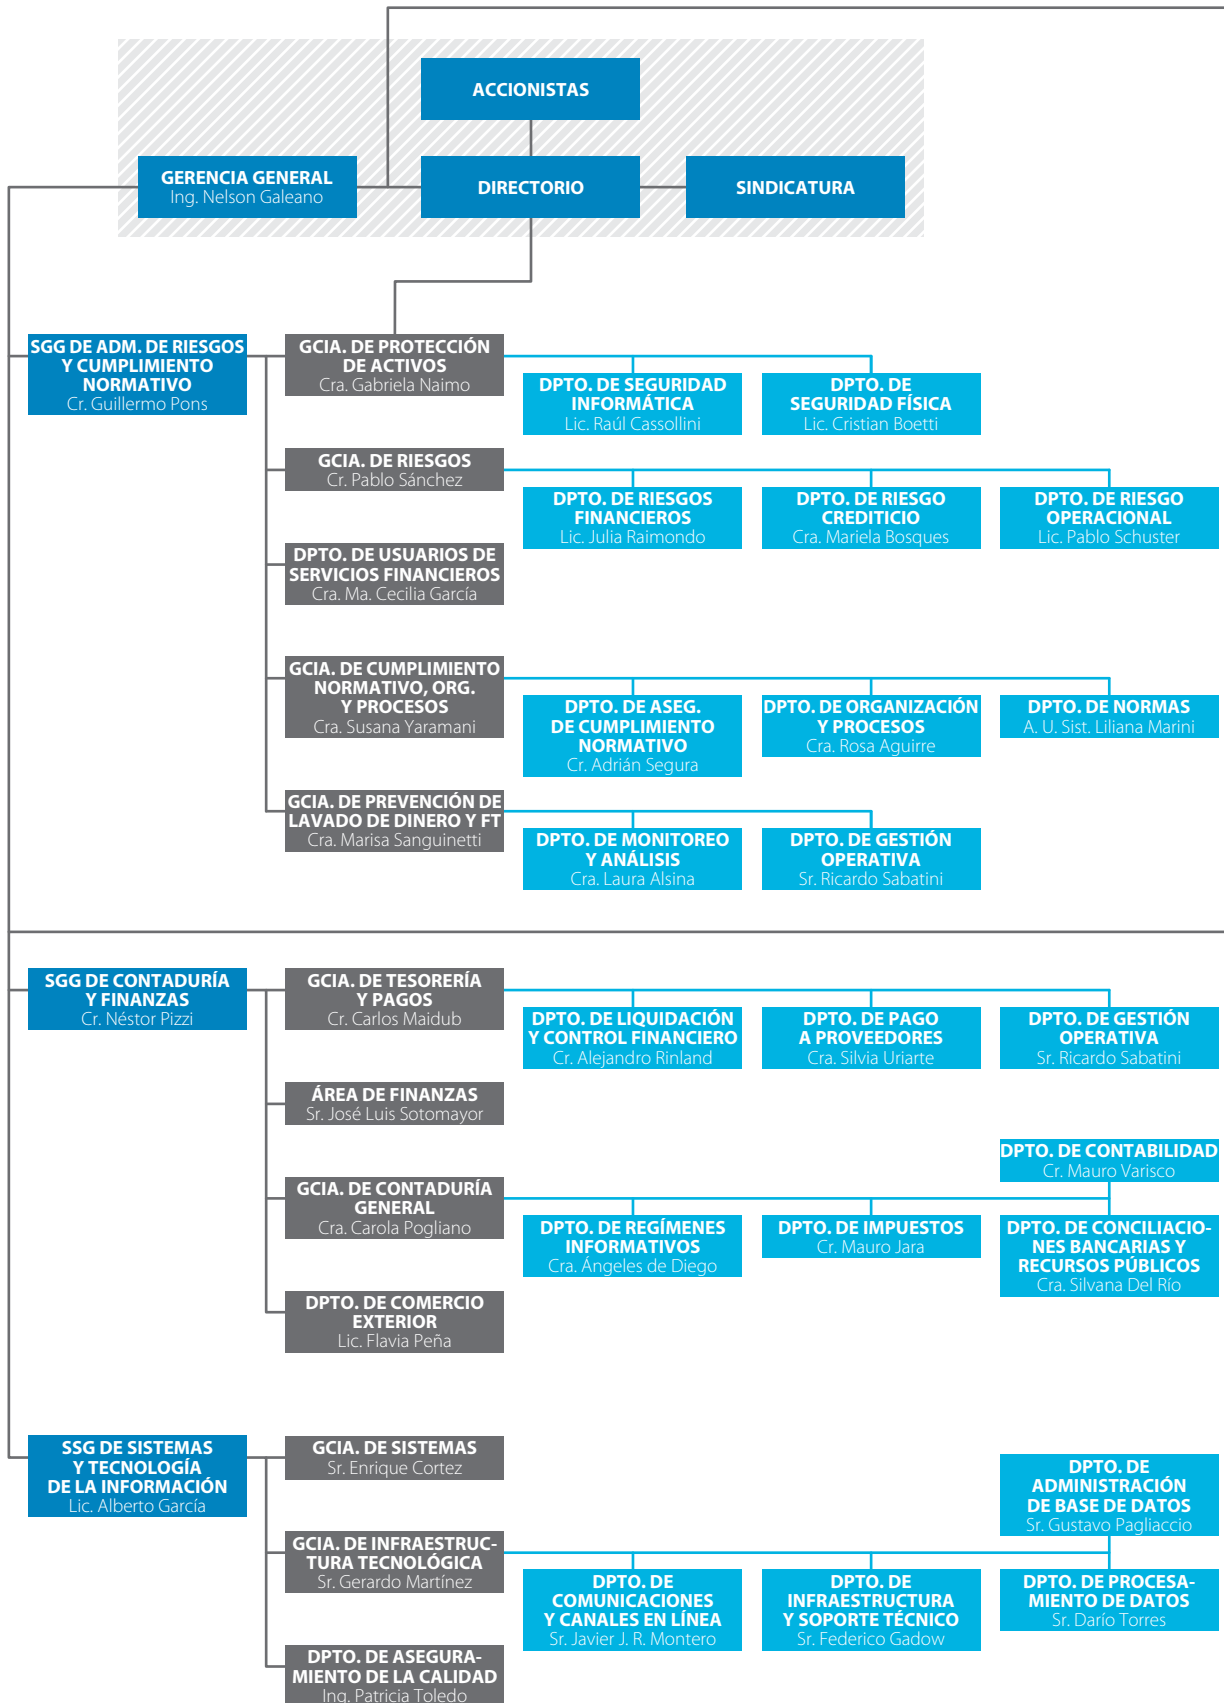 ACCIONISTAS
GERENCIA GENERAL
Ing. Nelson Galeano
DIRECTORIO
SINDICATURA
SGG DE ADM. DE RIESGOS
Y CUMPLIMIENTO
NORMATIVO
Cr. Guillermo Pons
GCIA. DE PROTECCIÓN
DE ACTIVOS
Cra. Gabriela Naimo
DPTO. DE SEGURIDAD
INFORMÁTICA
Lic. Raúl Cassollini
DPTO. DE
SEGURIDAD FÍSICA
Lic. Cristian Boetti
GCIA. DE RIESGOS
Cr. Pablo Sánchez
DPTO. DE RIESGOS
FINANCIEROS
Lic. Julia Raimondo
DPTO. DE RIESGO
CREDITICIO
Cra. Mariela Bosques
DPTO. DE RIESGO
OPERACIONAL
Lic. Pablo Schuster
DPTO. DE USUARIOS DE
SERVICIOS FINANCIEROS
Cra. Ma. Cecilia García
GCIA. DE CUMPLIMIENTO
NORMATIVO, ORG.
Y PROCESOS
Cra. Susana Yaramani
DPTO. DE ASEG.
DE CUMPLIMIENTO
NORMATIVO
Cr. Adrián Segura
DPTO. DE ORGANIZACIÓN
Y PROCESOS
Cra. Rosa Aguirre
DPTO. DE NORMAS
A. U. Sist. Liliana Marini
GCIA. DE PREVENCIÓN DE
LAVADO DE DINERO Y FT
Cra. Marisa Sanguinetti
DPTO. DE MONITOREO
Y ANÁLISIS
Cra. Laura Alsina
DPTO. DE GESTIÓN
OPERATIVA
Sr. Ricardo Sabatini
SGG DE CONTADURÍA
Y FINANZAS
Cr. Néstor Pizzi
GCIA. DE TESORERÍA
Y PAGOS
Cr. Carlos Maidub
DPTO. DE LIQUIDACIÓN
Y CONTROL FINANCIERO
Cr. Alejandro Rinland
DPTO. DE PAGO
A PROVEEDORES
Cra. Silvia Uriarte
DPTO. DE GESTIÓN
OPERATIVA
Sr. Ricardo Sabatini
ÁREA DE FINANZAS
Sr. José Luis Sotomayor
DPTO. DE CONTABILIDAD
Cr. Mauro Varisco
GCIA. DE CONTADURÍA
GENERAL
Cra. Carola Pogliano
DPTO. DE REGÍMENES
INFORMATIVOS
Cra. Ángeles de Diego
DPTO. DE IMPUESTOS
Cr. Mauro Jara
DPTO. DE CONCILIACIO-
NES BANCARIAS Y
RECURSOS PÚBLICOS
Cra. Silvana Del Río
DPTO. DE COMERCIO
EXTERIOR
Lic. Flavia Peña
SSG DE SISTEMAS
Y TECNOLOGÍA
DE LA INFORMACIÓN
Lic. Alberto García
GCIA. DE SISTEMAS
Sr. Enrique Cortez
DPTO. DE
ADMINISTRACIÓN
DE BASE DE DATOS
Sr. Gustavo Pagliaccio
GCIA. DE INFRAESTRUC-
TURA TECNOLÓGICA
Sr. Gerardo Martínez
DPTO. DE
COMUNICACIONES
Y CANALES EN LÍNEA
Sr. Javier J. R. Montero
DPTO. DE
INFRAESTRUCTURA
Y SOPORTE TÉCNICO
Sr. Federico Gadow
DPTO. DE PROCESA-
MIENTO DE DATOS
Sr. Darío Torres
DPTO. DE ASEGURA-
MIENTO DE LA CALIDAD
Ing. Patricia Toledo